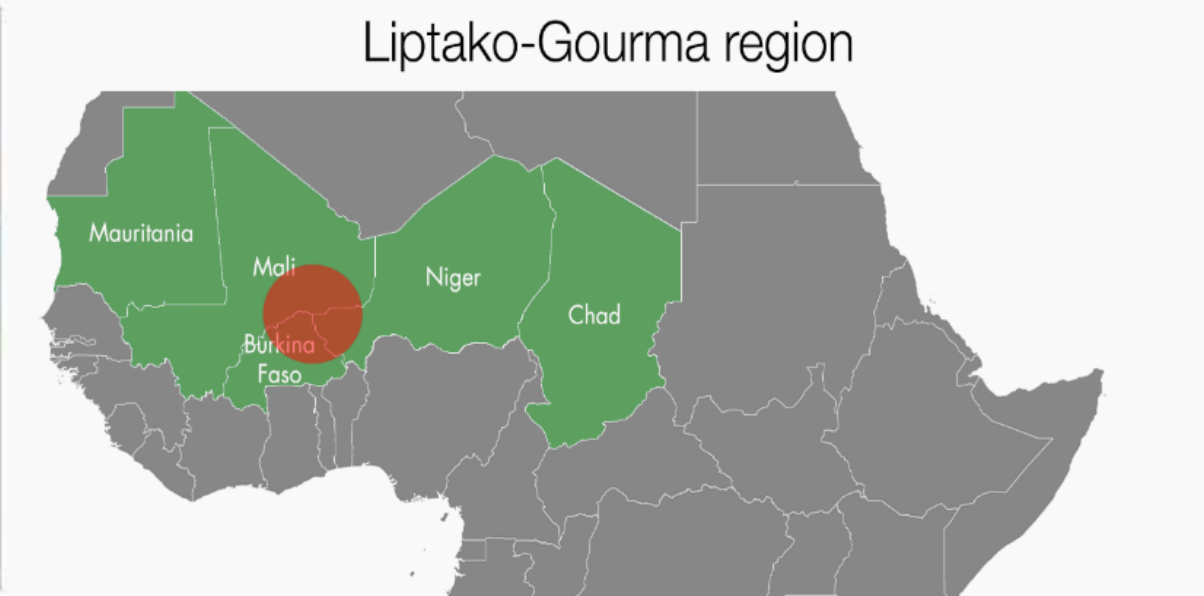 Liptako-Gourma region
Mauritania
Mali
Niger
Chad
Burkina
Faso